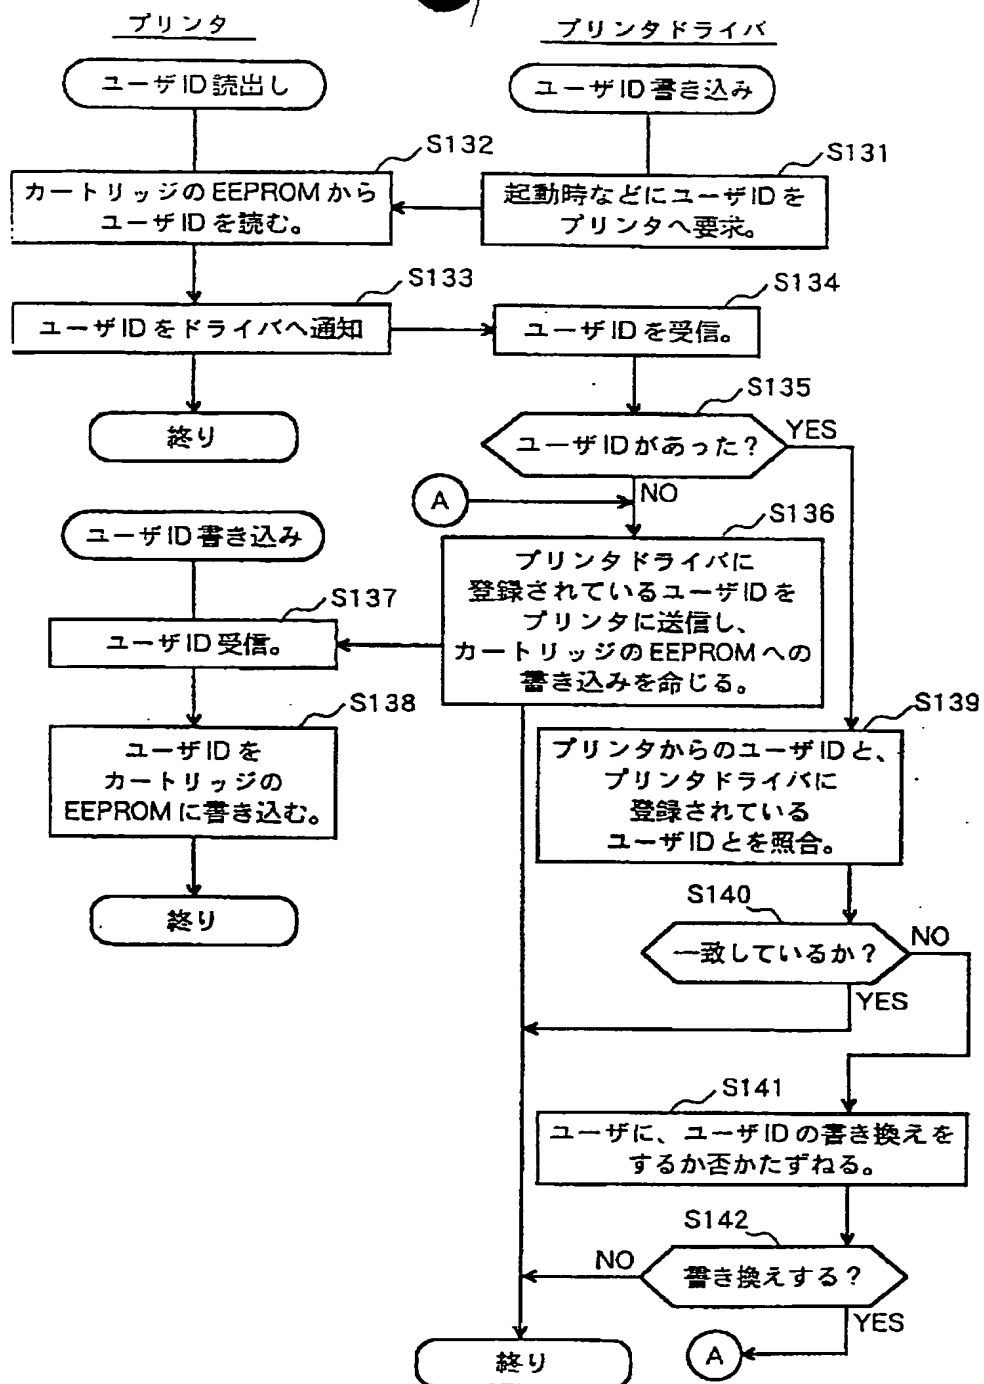 プリンタ
プリンタドライバ
ユーザID読出し
ユーザID書き込み
S132
S131
カートリッジのEEPROMから
ユーザIDを読む。
起動時などにユーザIDを
プリンタへ要求。
S133
S134
ユーザIDをドライバへ通知
ユーザIDを受信。
S135
終り
ユーザIDがあった?
YES
A
NO
S136
ユーザID書き込み
プリンタドライバに
登録されているユーザIDを
プリンタに送信し、
カートリッジのEEPROMへの
書き込みを命じる。
S137
ユーザID受信。
S138
S139
ユーザIDを
カートリッジの
EEPROMに書き込む。
プリンタからのユーザIDと、
プリンタドライバに
登録されている
ユーザIDとを照合。
終り
S140
一致しているか?
NO
YES
S141
ユーザに、ユーザIDの書き換えを
するか否かたずねる。
S142
NO
書き換えする?
YES
終り
A